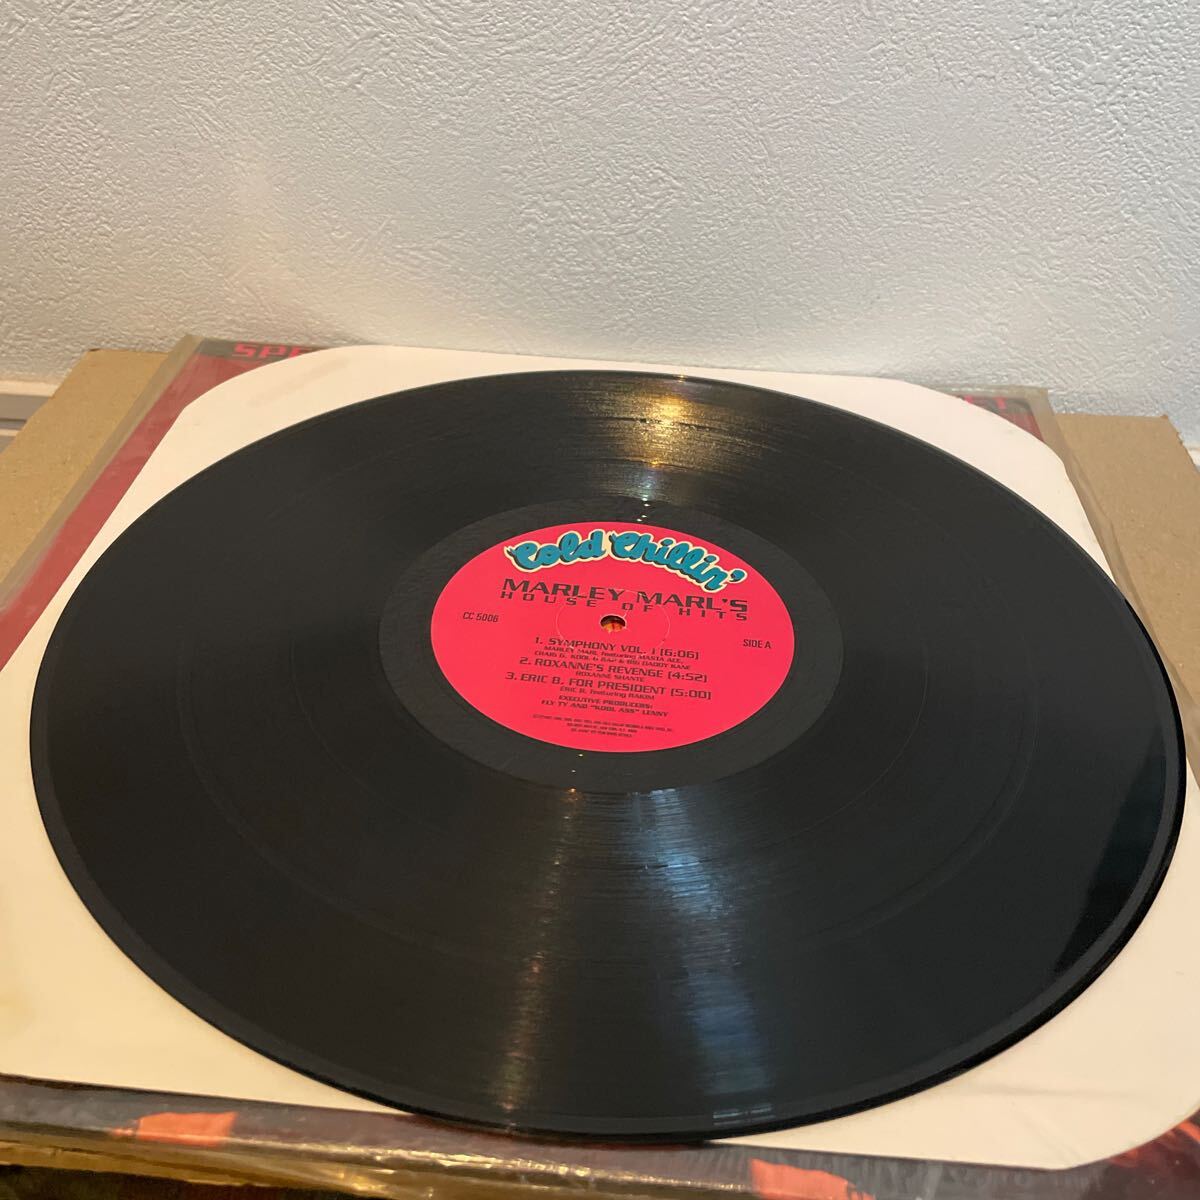 SPE
Cold Chillin'
MARLEY MARL'S
HOUSE OF HITS
CC 5006
SIDE A
1. SYMPHONY VOL. 1 (6:06)
MARLEY MARL featuring MASTA ACE,
CRAIG G, KOOL G RAP & BIG DADDY KANE
2. ROXANNE'S REVENGE (4:52)
ROXANNE SHANTE
3. ERIC B. FOR PRESIDENT (5:00)
ERIC B. featuring RAKIM
EXECUTIVE PRODUCERS:
FLY TY AND "KOOL ASS" LENNY